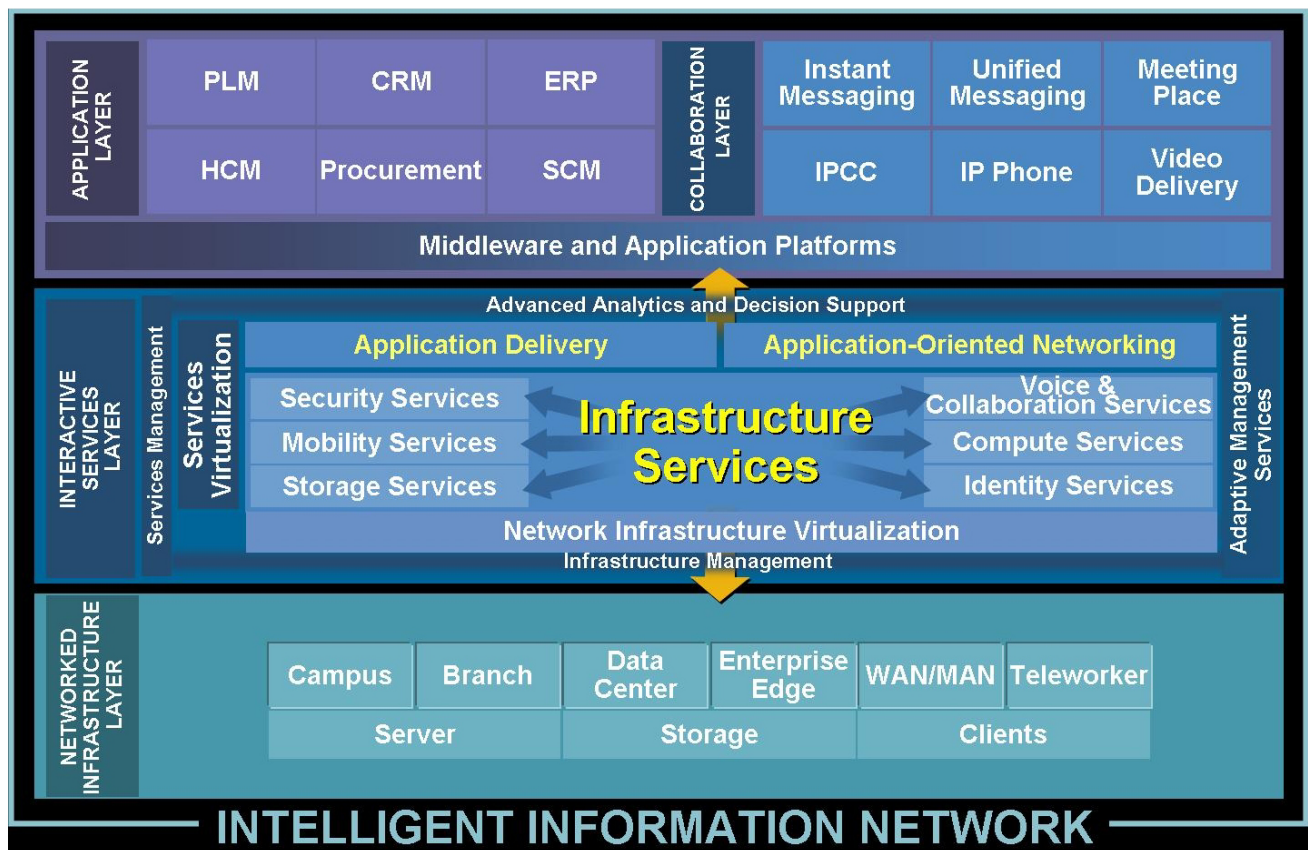 APPLICATION
LAYER
PLM
CRM
ERP
HCM
Procurement
SCM
COLLABORATION
LAYER
Instant
Messaging
Unified
Messaging
Meeting
Place
IPCC
IP Phone
Video
Delivery
Middleware and Application Platforms
INTERACTIVE
SERVICES
LAYER
Services Management
Advanced Analytics and Decision Support
Services
Virtualization
Application Delivery
Application-Oriented Networking
Security Services
Mobility Services
Storage Services
Infrastructure
Services
Voice &
Collaboration Services
Compute Services
Identity Services
Network Infrastructure Virtualization
Infrastructure Management
Adaptive Management
Services
NETWORKED
INFRASTRUCTURE
LAYER
Campus
Branch
Data
Center
Enterprise
Edge
WAN/MAN
Teleworker
Server
Storage
Clients
INTELLIGENT INFORMATION NETWORK